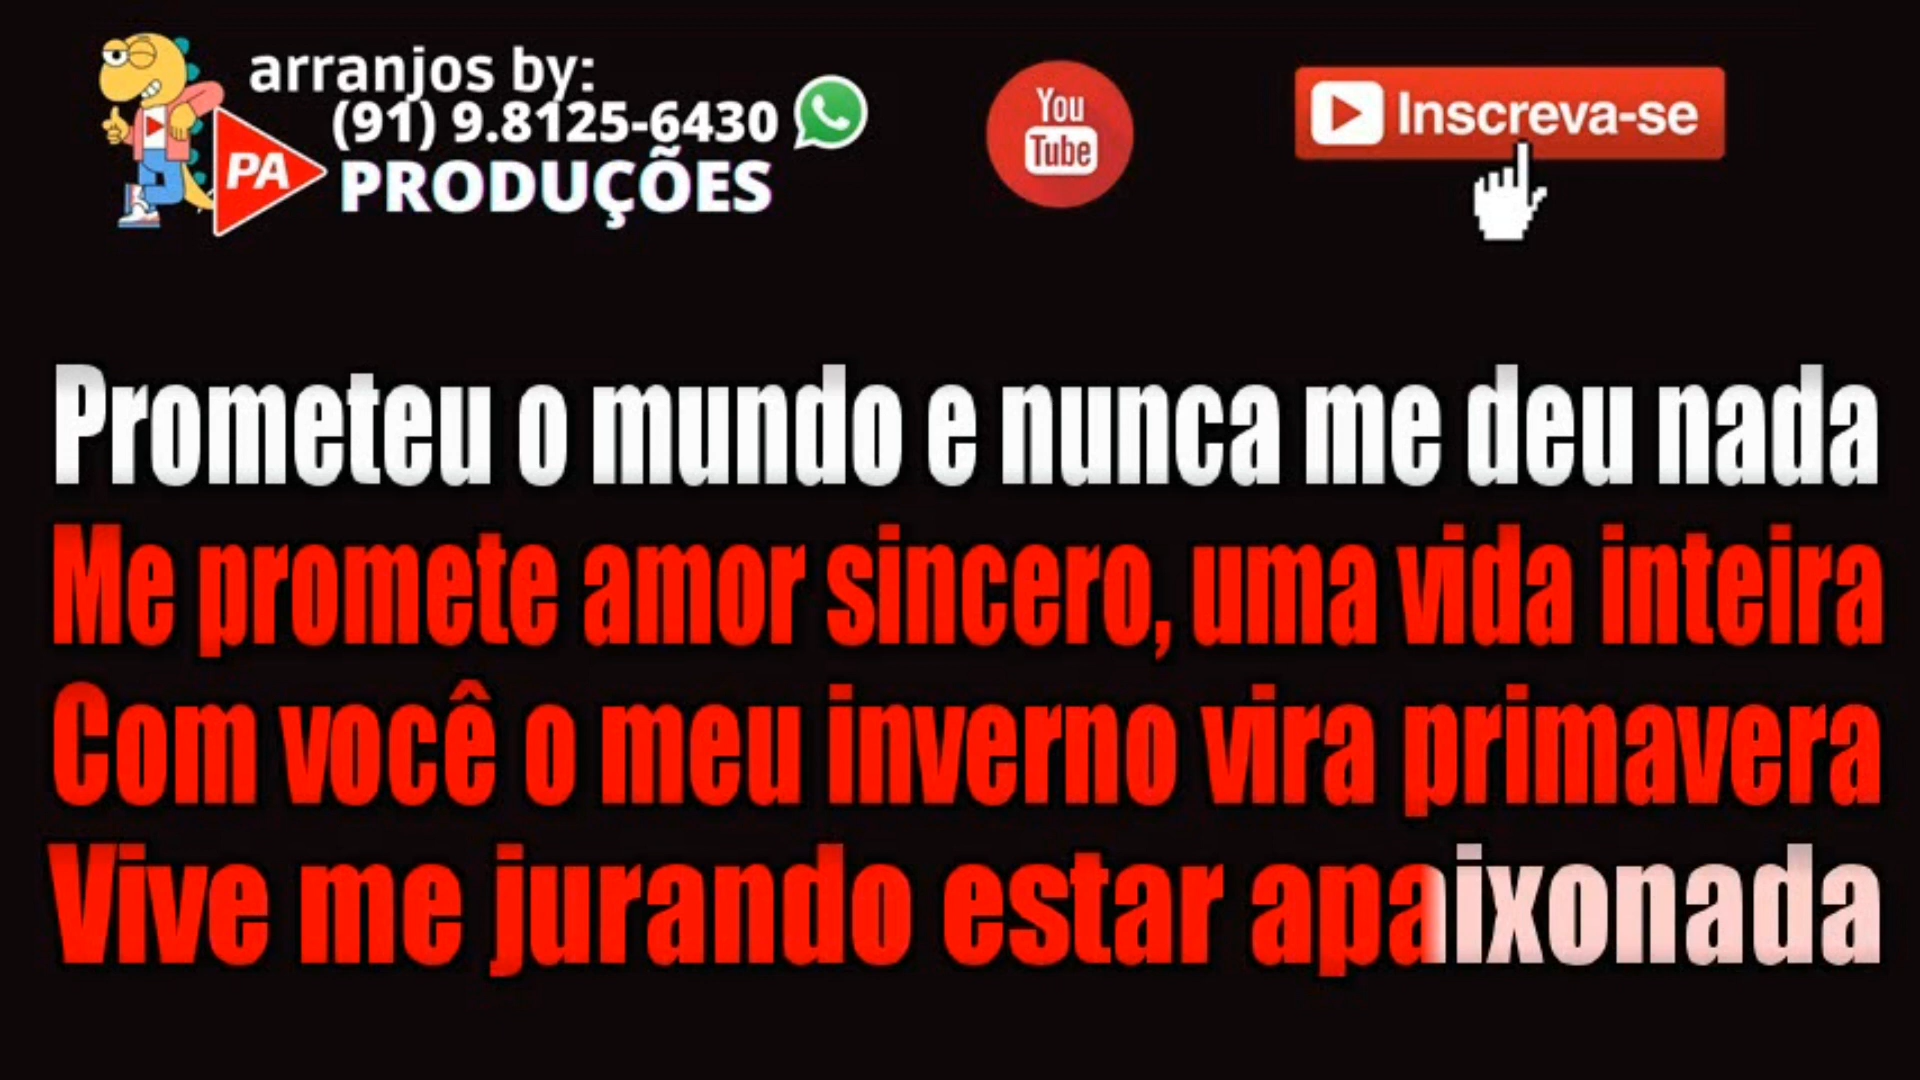 arranjos by:
(91) 9.8125-6430
PA PRODUÇÕES
You
Tube
Inscreva-se
Prometeu o mundo e nunca me deu nada
Me promete amor sincero, uma vida inteira
Com você o meu inverno vira primavera
Vive me jurando estar apaixonada